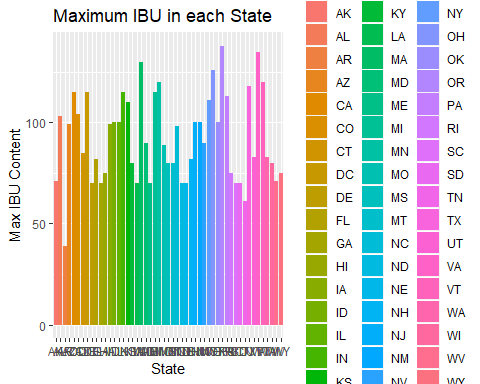 Maximum IBU in each State
Max IBU Content
100
50
0
State
AK
AL
AR
AZ
CA
CO
CT
DC
DE
FL
GA
HI
IA
ID
IL
IN
KS
KY
LA
MA
MD
ME
MI
MN
MO
MS
MT
NC
ND
NE
NH
NJ
NM
NV
NY
OH
OK
OR
PA
RI
SC
SD
TN
TX
UT
VA
VT
WA
WI
WV
WY